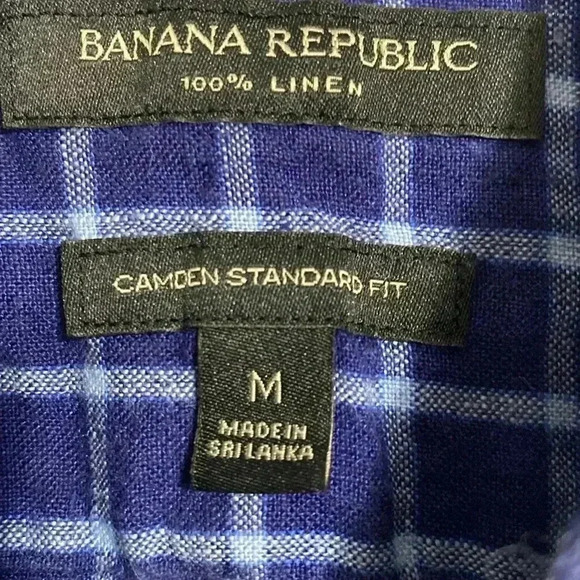 BANANA REPUBLIC
100% LINEN
CAMDEN STANDARD FIT
M
MADE IN
SRI LANKA